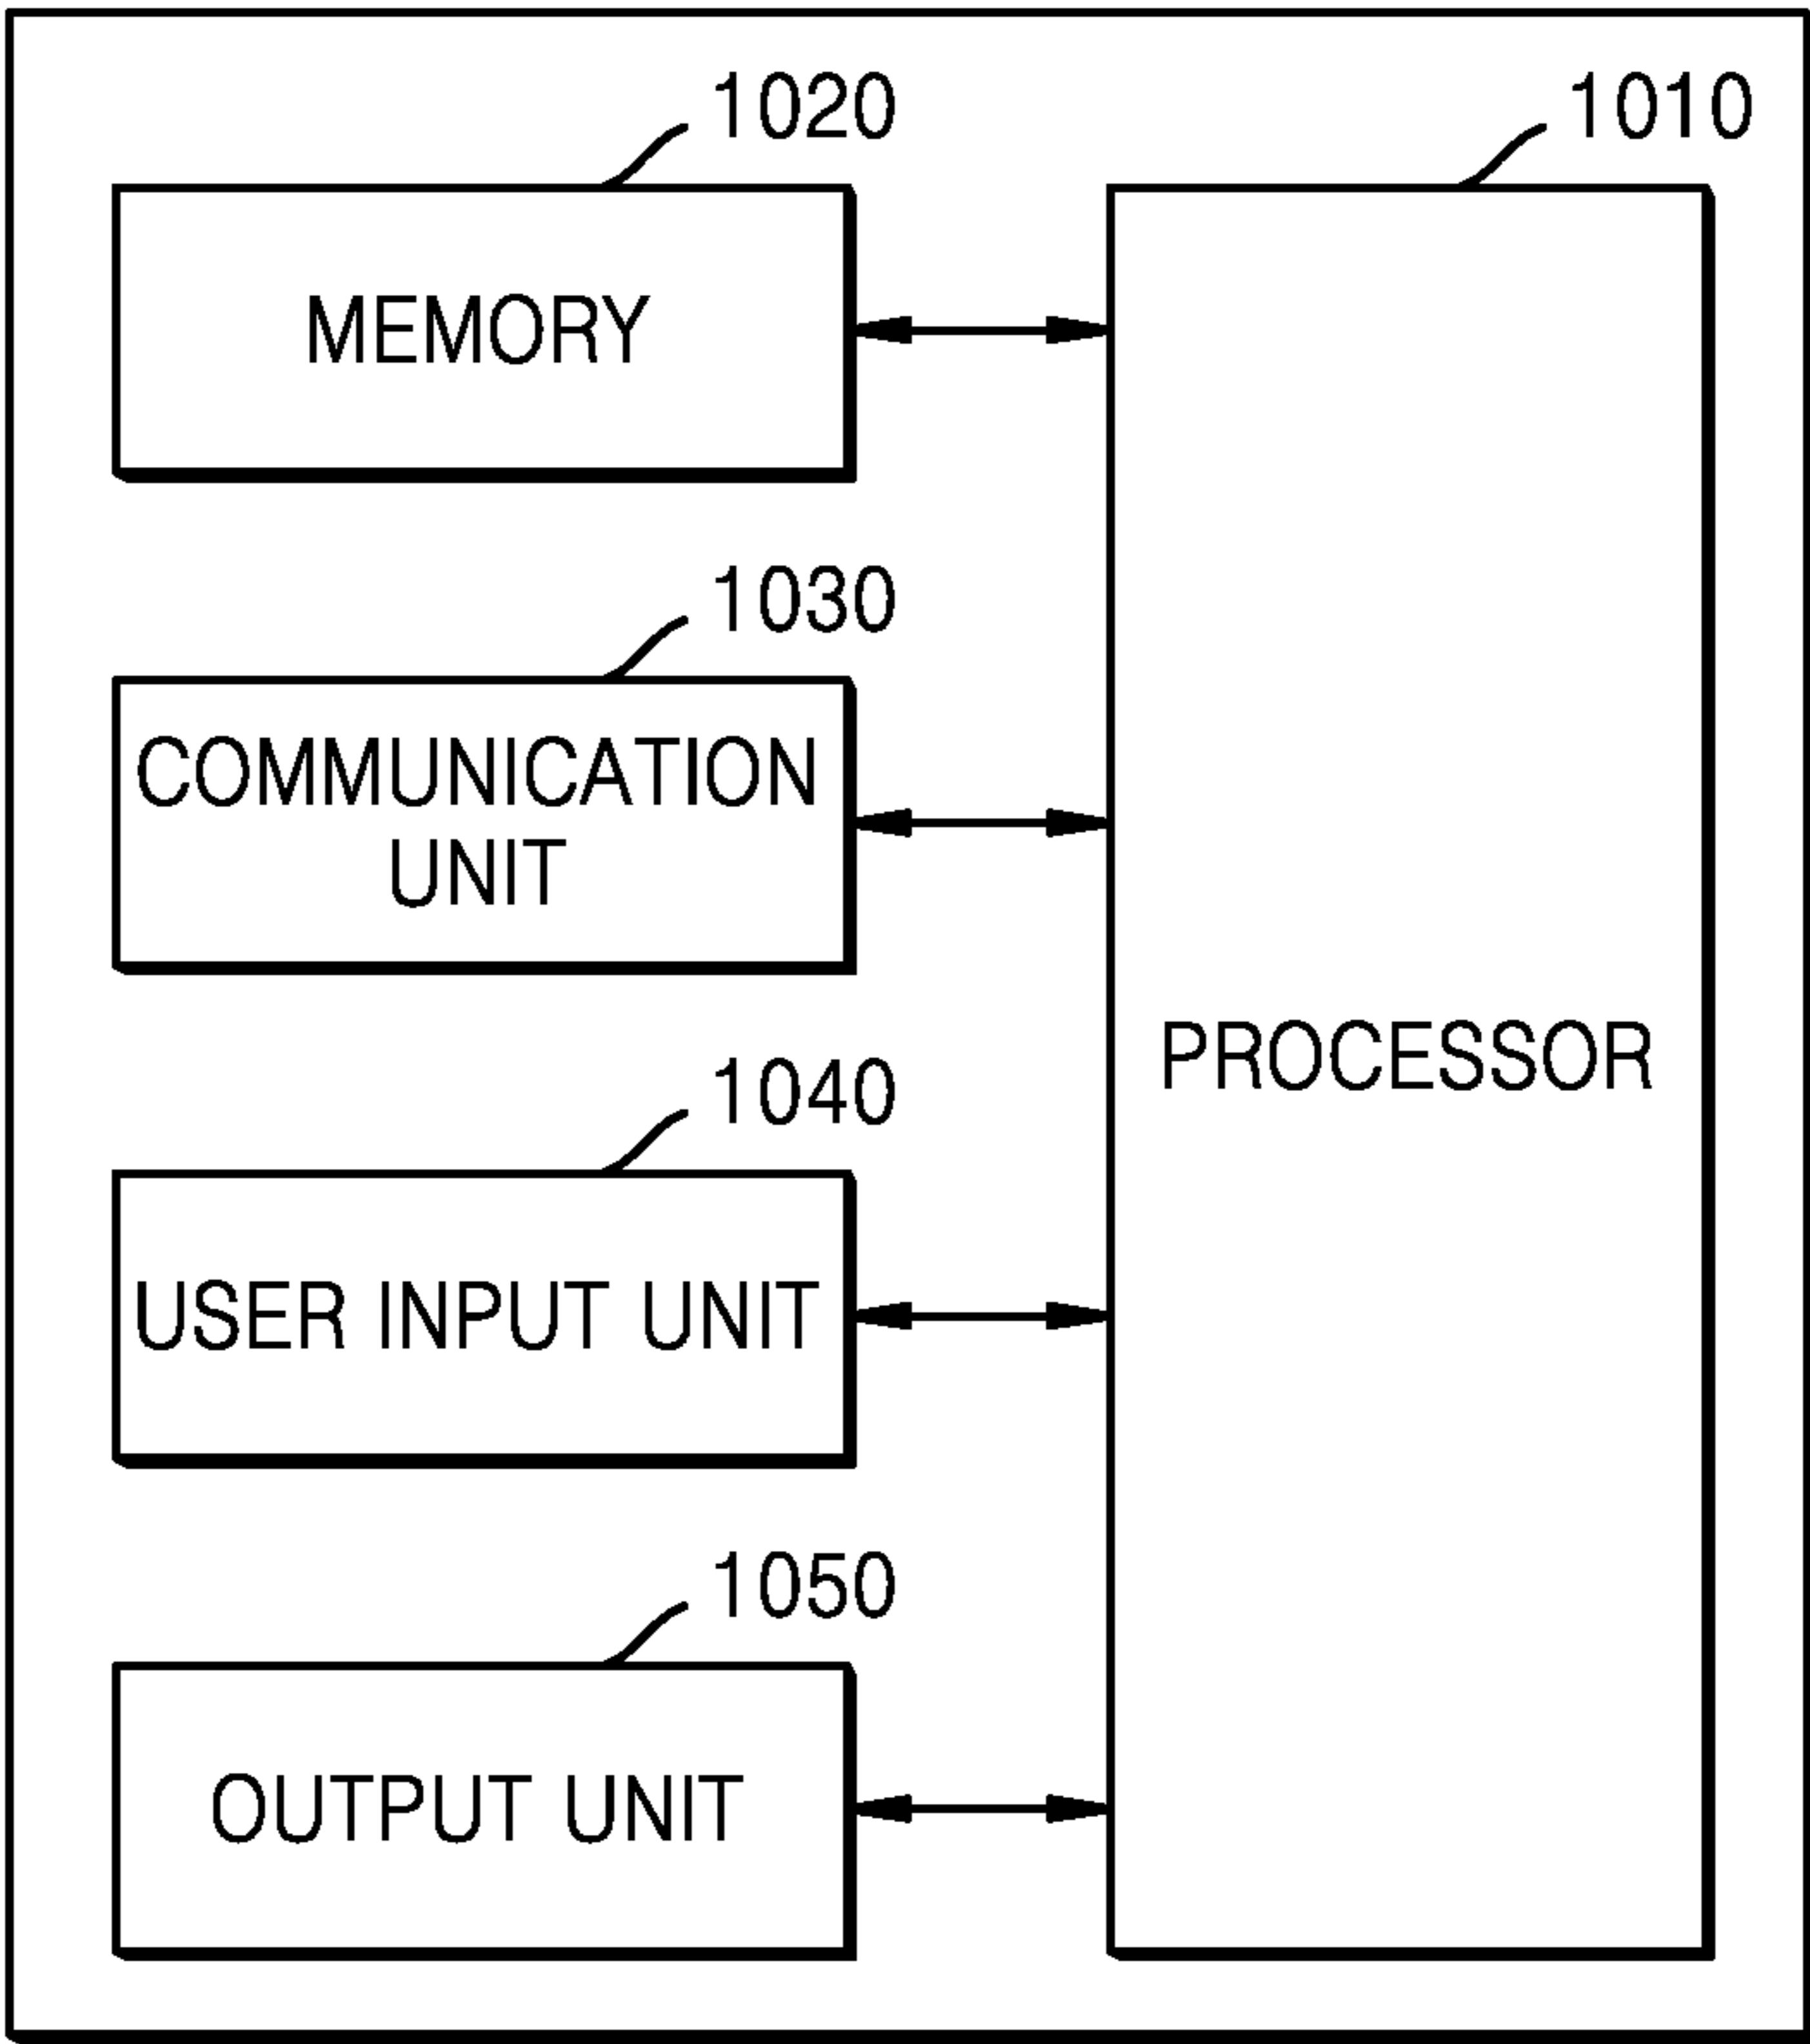 1020
1010
MEMORY
1030
COMMUNICATION
UNIT
PROCESSOR
1040
USER INPUT UNIT
1050
OUTPUT UNIT